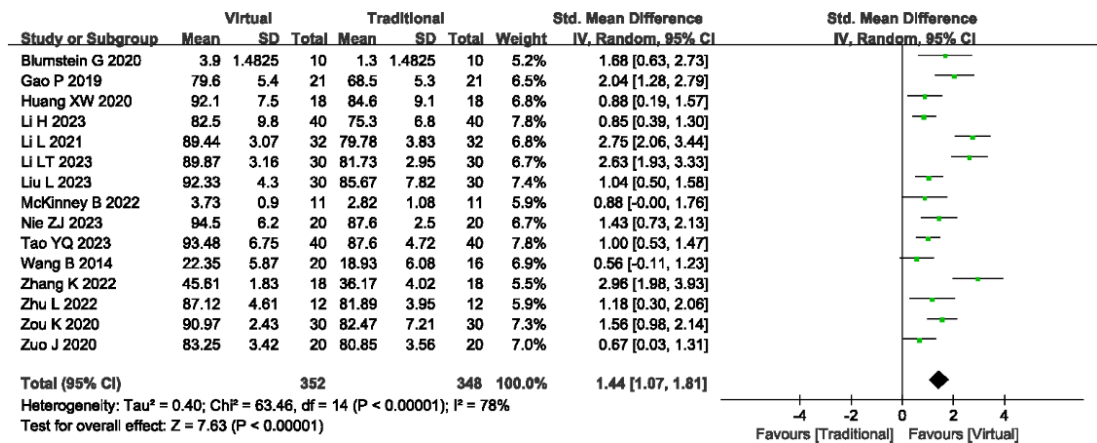 Virtual Traditional Std. Mean Difference Std. Mean Difference
Study or Subgroup Mean SD Total Mean SD Total Weight IV, Random, 95% CI IV, Random, 95% CI
Blumstein G 2020 3.9 1.4825 10 1.3 1.4825 10 5.2% 1.68 [0.63, 2.73]
Gao P 2019 79.6 5.4 21 68.5 5.3 21 6.5% 2.04 [1.28, 2.79]
Huang XW 2020 92.1 7.5 18 84.6 9.1 18 6.8% 0.88 [0.19, 1.57]
Li H 2023 82.5 9.8 40 75.3 6.8 40 7.8% 0.85 [0.39, 1.30]
Li L 2021 89.44 3.07 32 79.78 3.83 32 6.8% 2.75 [2.06, 3.44]
Li LT 2023 89.87 3.16 30 81.73 2.95 30 6.8% 2.63 [1.93, 3.33]
Liu L 2023 92.33 4.3 30 85.67 7.82 30 7.4% 1.04 [0.50, 1.58]
McKinney B 2022 3.73 0.9 11 2.82 1.08 11 5.9% 0.88 [-0.00, 1.76]
Nie ZJ 2023 94.5 6.2 20 87.6 2.5 20 6.7% 1.43 [0.73, 2.13]
Tao YQ 2023 93.48 6.75 40 87.6 4.72 40 7.7% 1.00 [0.53, 1.47]
Wang B 2014 22.35 5.87 20 18.93 6.08 16 6.9% 0.56 [-0.11, 1.23]
Zhang K 2022 45.61 1.83 18 36.17 4.02 18 5.5% 2.96 [1.98, 3.93]
Zhu L 2022 87.12 4.61 12 81.89 3.95 12 5.9% 1.18 [0.30, 2.06]
Zou K 2020 90.97 2.43 30 82.47 7.21 30 7.3% 1.56 [0.98, 2.14]
Zuo J 2020 83.25 3.42 20 80.85 3.56 20 7.0% 0.67 [0.03, 1.31]
Total (95% CI) 352 348 100.0% 1.44 [1.07, 1.81]
Heterogeneity: Tau² = 0.40; Chi² = 63.46, df = 14 (P < 0.00001); I² = 78%
Test for overall effect: Z = 7.63 (P < 0.00001)
-4 -2 0 2 4
Favours [Traditional] Favours [Virtual]